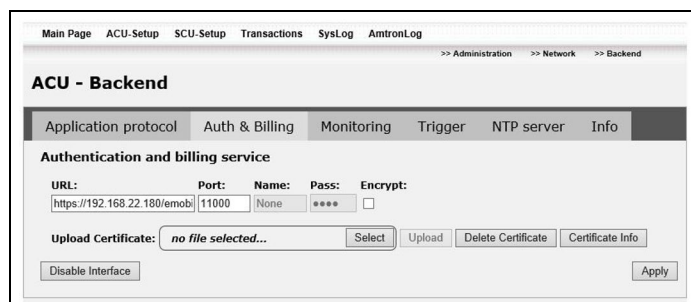 Main Page ACU-Setup SCU-Setup Transactions SysLog AmtronLog
>> Administration >> Network >> Backend
ACU - Backend
Application protocol Auth & Billing Monitoring Trigger NTP server Info
Authentication and billing service
URL: Port: Name: Pass: Encrypt:
https://192.168.22.180/emobi 11000 None ••••
Upload Certificate: no file selected... Select Upload Delete Certificate Certificate Info
Disable Interface Apply